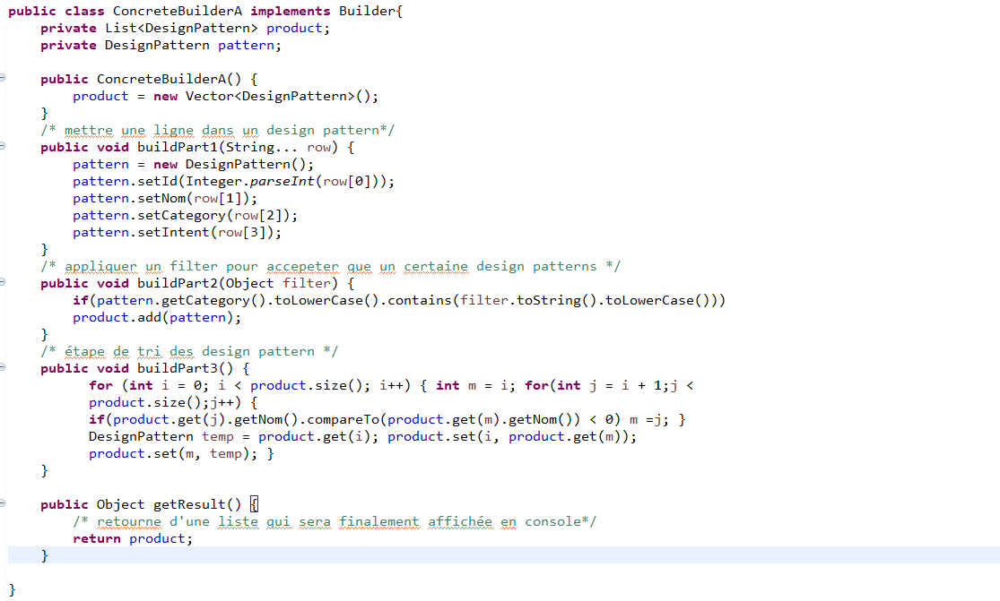 public class ConcreteBuilderA implements Builder{
    private List<DesignPattern> product;
    private DesignPattern pattern;

    public ConcreteBuilderA() {
        product = new Vector<DesignPattern>();
    }
    /* mettre une ligne dans un design pattern*/
    public void buildPart1(String... row) {
        pattern = new DesignPattern();
        pattern.setId(Integer.parseInt(row[0]));
        pattern.setNom(row[1]);
        pattern.setCategory(row[2]);
        pattern.setIntent(row[3]);
    }
    /* appliquer un filter pour accepeter que un certaine design patterns */
    public void buildPart2(Object filter) {
        if(pattern.getCategory().toLowerCase().contains(filter.toString().toLowerCase()))
        product.add(pattern);
    }
    /* étape de tri des design pattern */
    public void buildPart3() {
          for (int i = 0; i < product.size(); i++) { int m = i; for(int j = i + 1;j <
          product.size();j++) {
          if(product.get(j).getNom().compareTo(product.get(m).getNom()) < 0) m =j; }
          DesignPattern temp = product.get(i); product.set(i, product.get(m));
          product.set(m, temp); }
    }

    public Object getResult() {
        /* retourne d'une liste qui sera finalement affichée en console*/
        return product;
    }

}